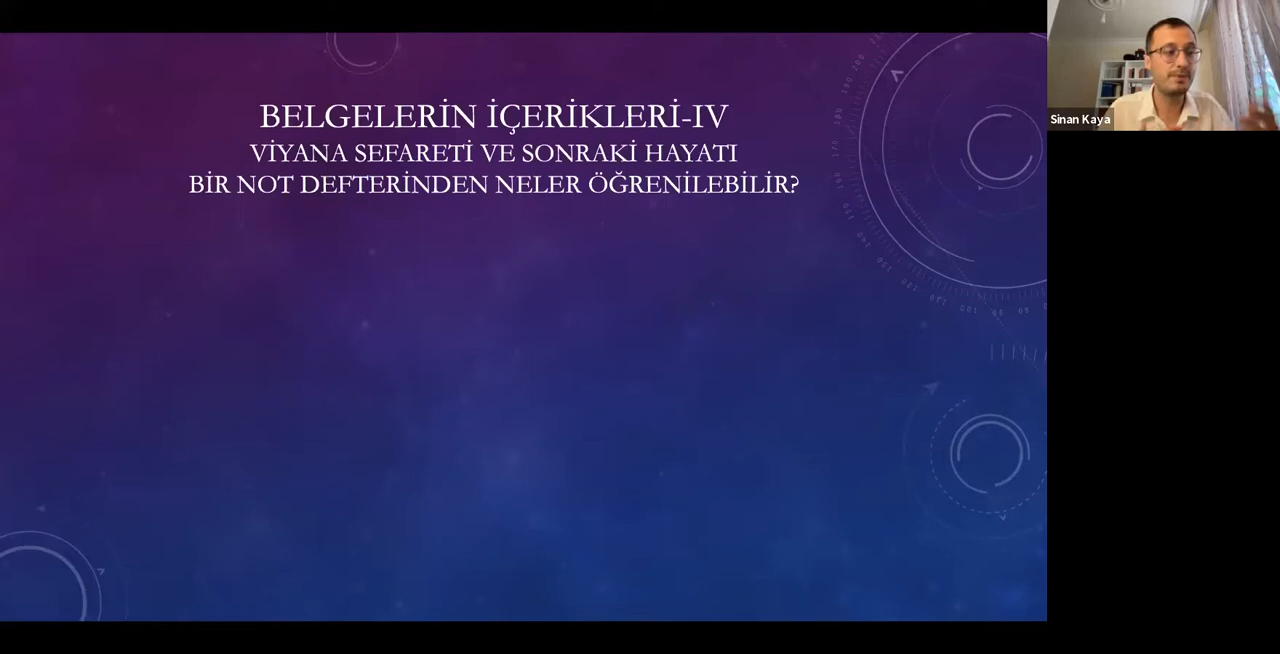 BELGELERİN İÇERİKLERİ-IV
VİYANA SEFARETİ VE SONRAKİ HAYATI
BİR NOT DEFTERİNDEN NELER ÖĞRENİLEBİLİR?
Sinan Kaya